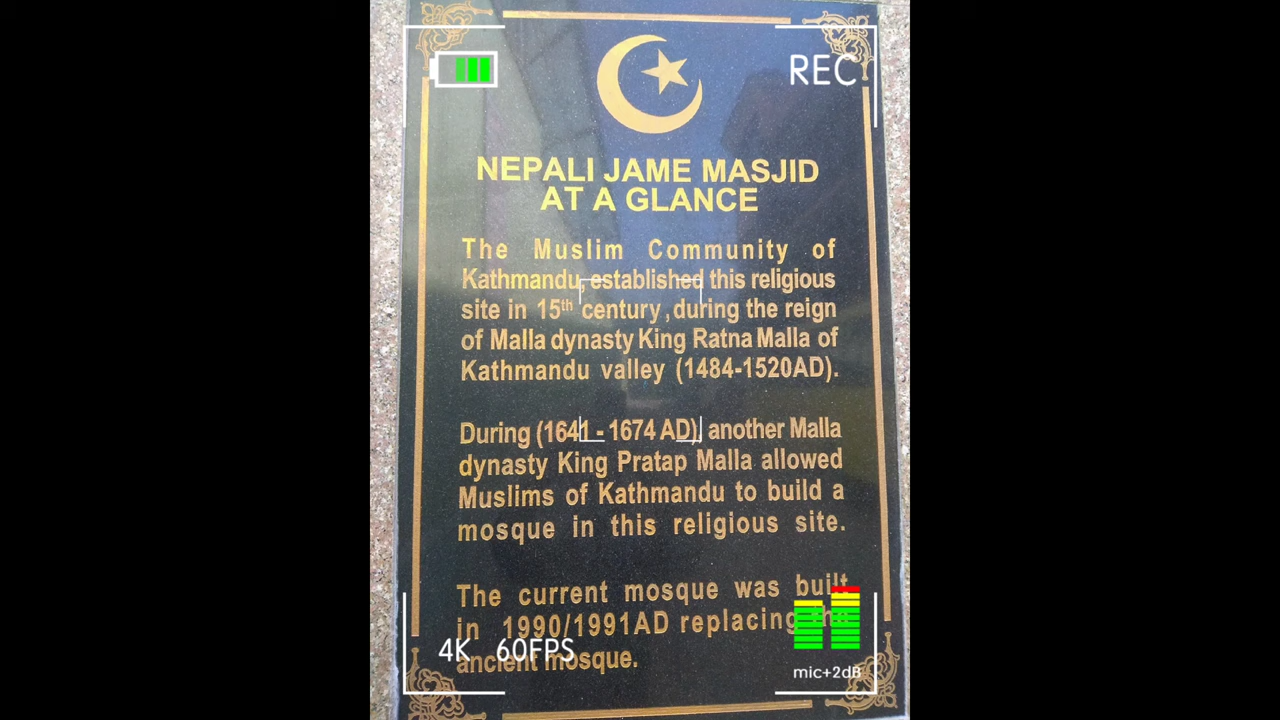 REC
NEPALI JAME MASJID
AT A GLANCE
The Muslim Community of
Kathmandu, established this religious
site in 15th century, during the reign
of Malla dynasty King Ratna Malla of
Kathmandu valley (1484-1520AD).
During (1641 - 1674 AD), another Malla
dynasty King Pratap Malla allowed
Muslims of Kathmandu to build a
mosque in this religious site.
The current mosque was built
in 1990/1991AD replacing the
ancient mosque.
4K 60FPS
mic+2dB